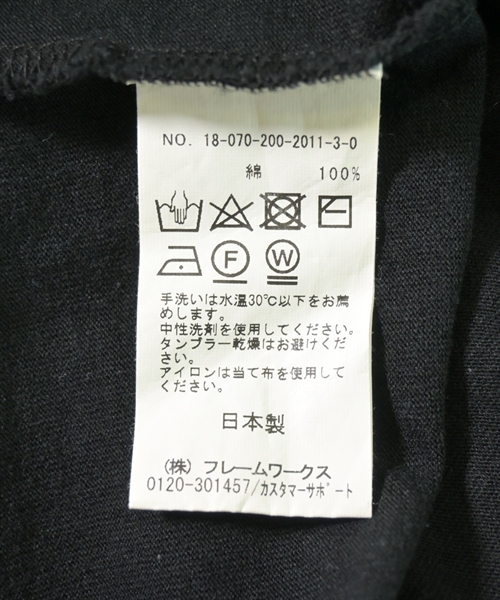 NO. 18-070-200-2011-3-0
綿 100%
F W
手洗いは水温30℃以下をお薦
めします。
中性洗剤を使用してください。
タンブラー乾燥はお避けくだ
さい。
アイロンは当て布を使用して
ください。
日本製
(株) フレームワークス
0120-301457/カスタマーサポート